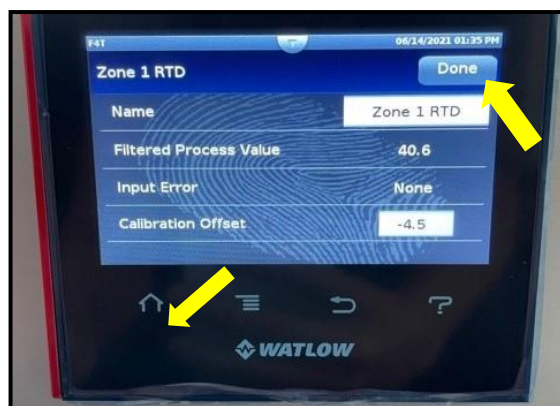 F4T 06/14/2021 01:35 PM
Zone 1 RTD Done
Name Zone 1 RTD
Filtered Process Value 40.6
Input Error None
Calibration Offset -4.5
?
WATLOW